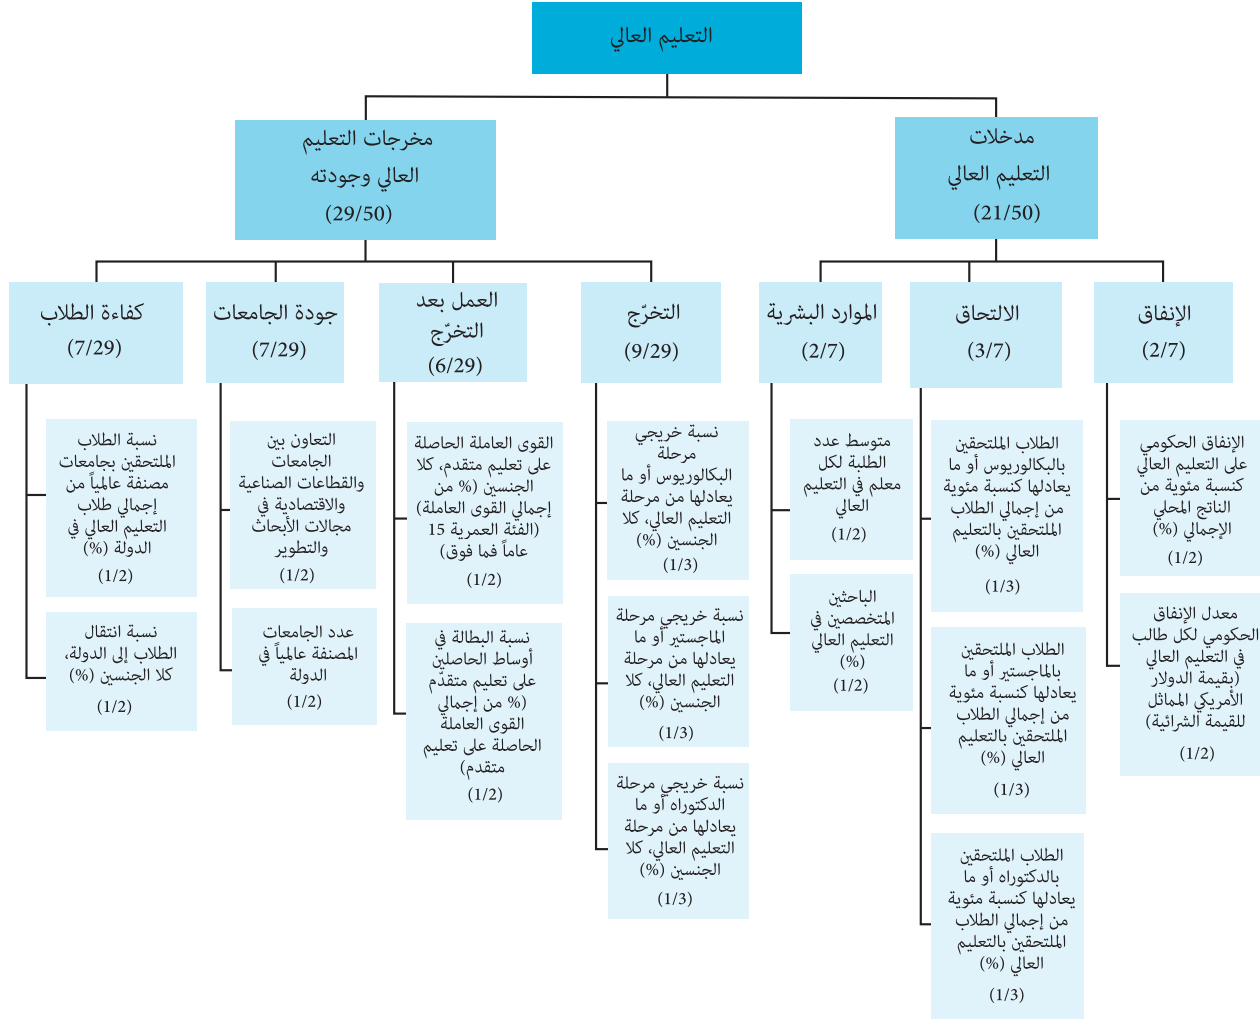 التعليم العالي
مدخلات
التعليم العالي
(21/50)
مخرجات التعليم
العالي وجودته
(29/50)
الإنفاق
(2/7)
الالتحاق
(3/7)
الموارد البشرية
(2/7)
التخرّج
(9/29)
العمل بعد
التخرّج
(6/29)
جودة الجامعات
(7/29)
كفاءة الطلاب
(7/29)
الإنفاق الحكومي
على التعليم العالي
كنسبة مئوية من
الناتج المحلي
الإجمالي (%)
(1/2)
معدل الإنفاق
الحكومي لكل طالب
في التعليم العالي
(بقيمة الدولار
الأمريكي المماثل
للقيمة الشرائية)
(1/2)
الطلاب الملتحقين
بالبكالوريوس أو ما
يعادلها كنسبة مئوية
من إجمالي الطلاب
الملتحقين بالتعليم
العالي (%)
(1/3)
الطلاب الملتحقين
بالماجستير أو ما
يعادلها كنسبة مئوية
من إجمالي الطلاب
الملتحقين بالتعليم
العالي (%)
(1/3)
الطلاب الملتحقين
بالدكتوراه أو ما
يعادلها كنسبة مئوية
من إجمالي الطلاب
الملتحقين بالتعليم
العالي (%)
(1/3)
متوسط عدد
الطلبة لكل
معلم في التعليم
العالي
(1/2)
الباحثين
المتخصصين في
التعليم العالي
(%)
(1/2)
نسبة خريجي
مرحلة
البكالوريوس أو ما
يعادلها من مرحلة
التعليم العالي، كلا
الجنسين (%)
(1/3)
نسبة خريجي مرحلة
الماجستير أو ما
يعادلها من مرحلة
التعليم العالي، كلا
الجنسين (%)
(1/3)
نسبة خريجي مرحلة
الدكتوراه أو ما
يعادلها من مرحلة
التعليم العالي، كلا
الجنسين (%)
(1/3)
القوى العاملة الحاصلة
على تعليم متقدم، كلا
الجنسين (% من
إجمالي القوى العاملة)
(الفئة العمرية 15
عاماً فما فوق)
(1/2)
نسبة البطالة في
أوساط الحاصلين
على تعليم متقدّم
(% من إجمالي
القوى العاملة
الحاصلة على تعليم
متقدم)
(1/2)
التعاون بين
الجامعات
والقطاعات الصناعية
والاقتصادية في
مجالات الأبحاث
والتطوير
(1/2)
عدد الجامعات
المصنفة عالمياً في
الدولة
(1/2)
نسبة الطلاب
الملتحقين بجامعات
مصنفة عالمياً من
إجمالي طلاب
التعليم العالي في
الدولة (%)
(1/2)
نسبة انتقال
الطلاب إلى الدولة،
كلا الجنسين (%)
(1/2)